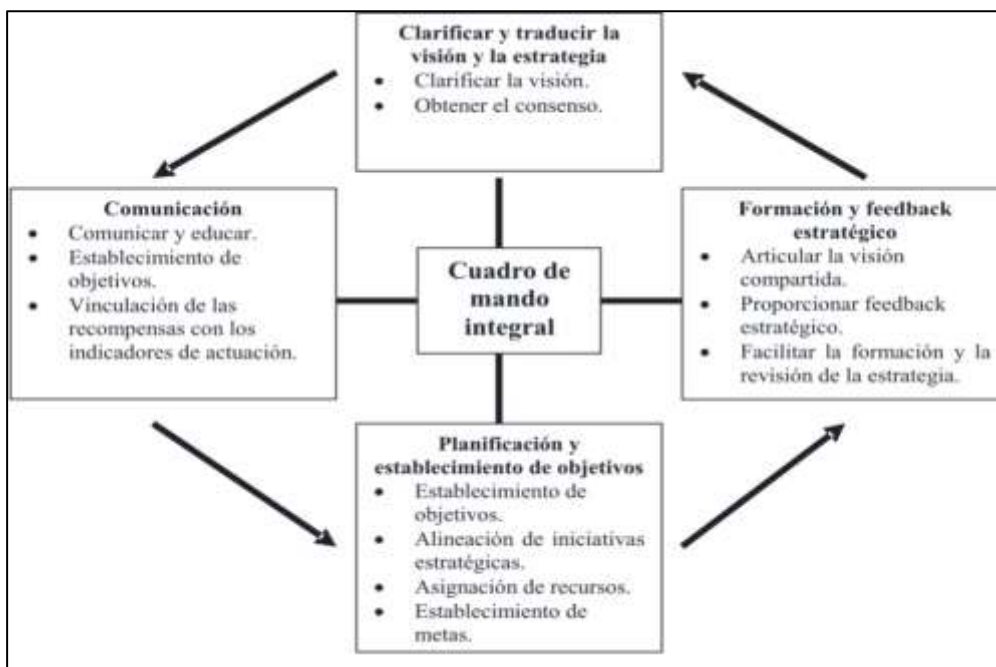 Clarificar y traducir la
visión y la estrategia
• Clarificar la visión.
• Obtener el consenso.
Comunicación
• Comunicar y educar.
• Establecimiento de
objetivos.
• Vinculación de las
recompensas con los
indicadores de actuación.
Cuadro de
mando
integral
Formación y feedback
estratégico
• Articular la visión
compartida.
• Proporcionar feedback
estratégico.
• Facilitar la formación y la
revisión de la estrategia.
Planificación y
establecimiento de objetivos
• Establecimiento de
objetivos.
• Alineación de iniciativas
estratégicas.
• Asignación de recursos.
• Establecimiento de
metas.